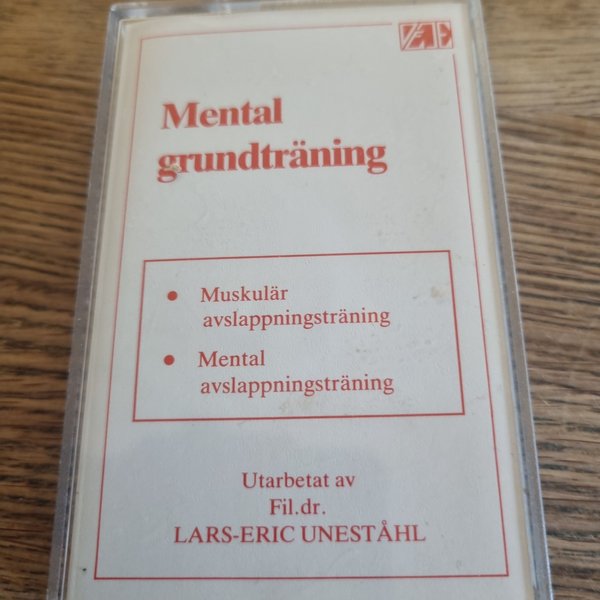 Mental
grundträning
• Muskulär
avslappningsträning
• Mental
avslappningsträning
Utarbetat av
Fil.dr.
LARS-ERIC UNESTÅHL